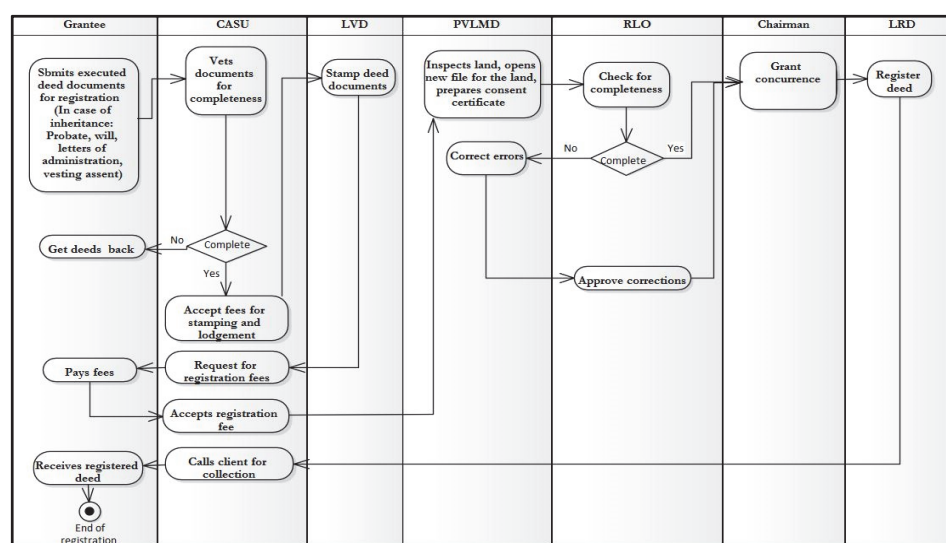 Grantee
CASU
LVD
PVLMD
RLO
Chairman
LRD
Sbmits executed
deed documents
for registration
(In case of
inheritance:
Probate, will,
letters of
administration,
vesting assent)
Vets
documents
for
completeness
Stamp deed
documents
Inspects land, opens
new file for the land,
prepares consent
certificate
Check for
completeness
Grant
concurrence
Register
deed
Correct errors
No
Complete
Yes
Get deeds back
No
Complete
Yes
Approve corrections
Accept fees for
stamping and
lodgement
Pays fees
Request for
registration fees
Accepts registration
fee
Receives registered
deed
Calls client for
collection
End of
registration